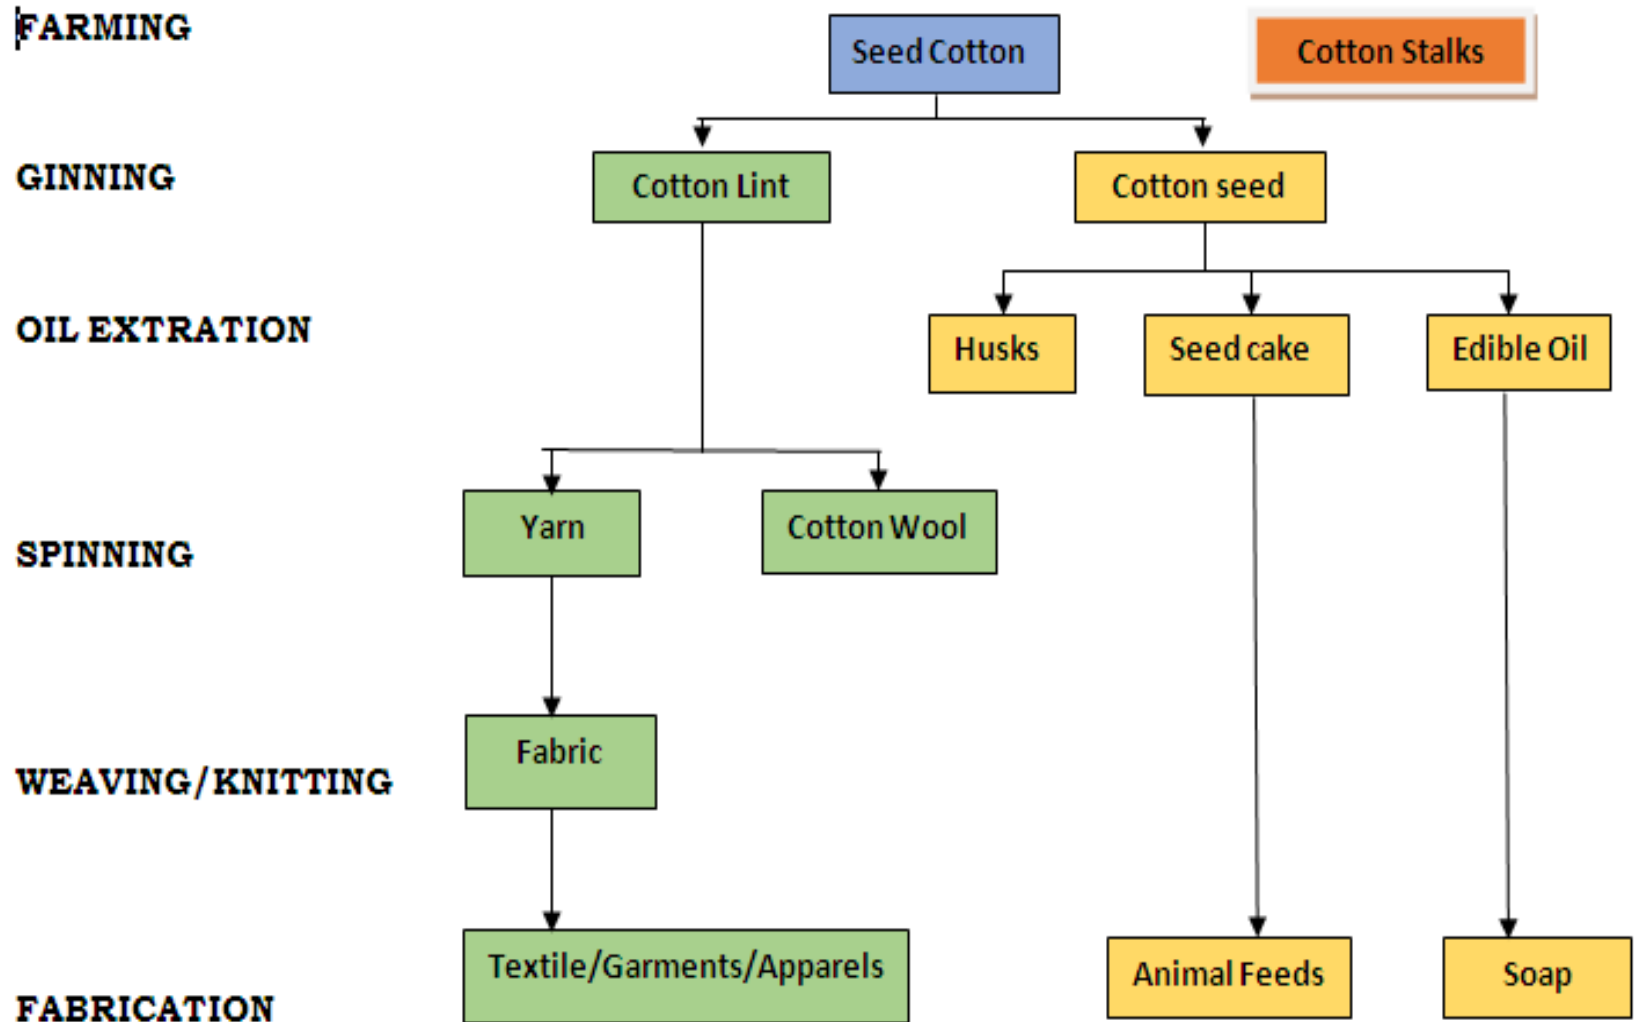 FARMING
Seed Cotton
Cotton Stalks
GINNING
Cotton Lint
Cotton seed
OIL EXTRATION
Husks
Seed cake
Edible Oil
SPINNING
Yarn
Cotton Wool
WEAVING/KNITTING
Fabric
FABRICATION
Textile/Garments/Apparels
Animal Feeds
Soap